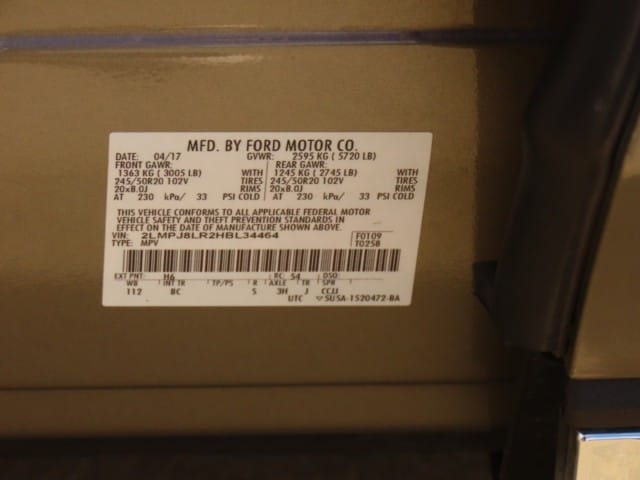 MFD. BY FORD MOTOR CO.
DATE: 04/17 GVWR: 2595 KG ( 5720 LB)
FRONT GAWR: REAR GAWR:
1363 KG ( 3005 LB) WITH 1245 KG ( 2745 LB) WITH
245/50R20 102V TIRES 245/50R20 102V TIRES
20x8.0J RIMS 20x8.0J RIMS
AT 230 kPa/ 33 PSI COLD AT 230 kPa/ 33 PSI COLD
THIS VEHICLE CONFORMS TO ALL APPLICABLE FEDERAL MOTOR
VEHICLE SAFETY AND THEFT PREVENTION STANDARDS IN
EFFECT ON THE DATE OF MANUFACTURE SHOWN ABOVE.
VIN: 2LMPJ8LR2HBL34464 F0109
TYPE: MPV T0258
EXT PNT: H6 RC: 54 DSO:
WB INT TR TP/PS R AXLE TR SPR
112 BC S 3H J CCJJ
UTC ▽SU5A-1520472-BA